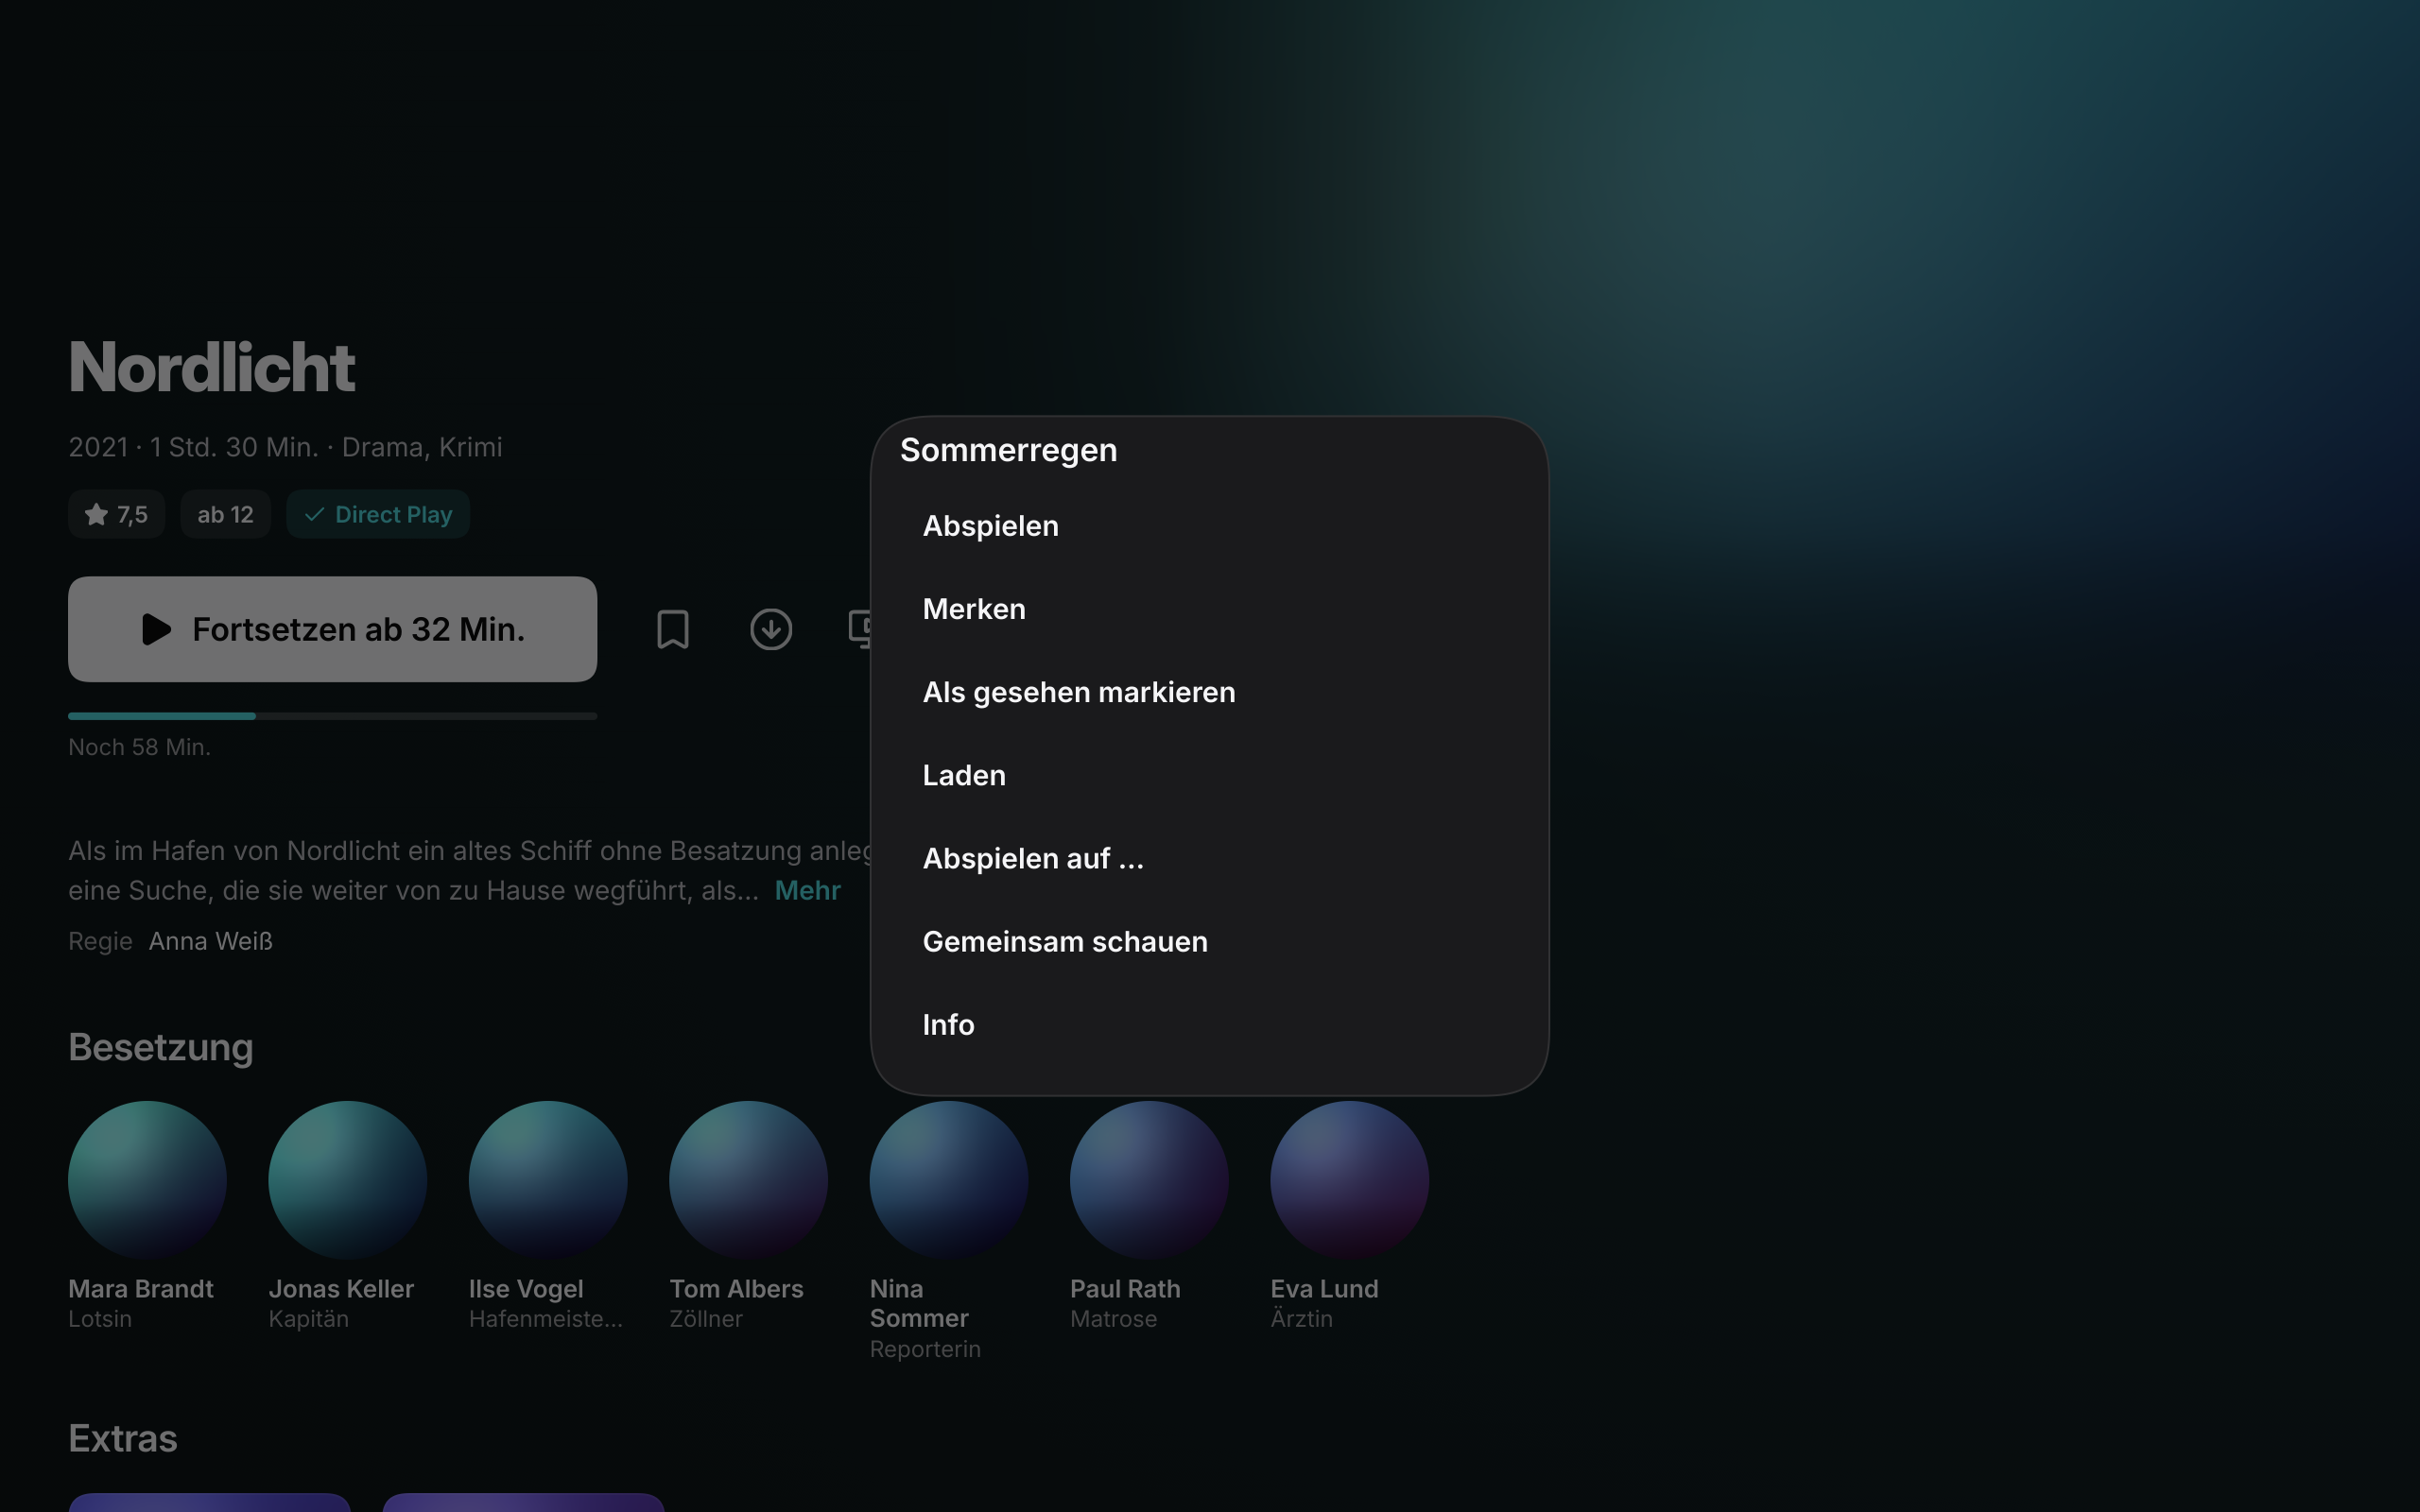 Nordlicht
2021 · 1 Std. 30 Min. · Drama, Krimi
7,5
ab 12
Direct Play
Fortsetzen ab 32 Min.
Noch 58 Min.
Als im Hafen von Nordlicht ein altes Schiff ohne Besatzung
eine Suche, die sie weiter von zu Hause wegführt, als... Mehr
Regie Anna Weiß
Sommerregen
Abspielen
Merken
Als gesehen markieren
Laden
Abspielen auf ...
Gemeinsam schauen
Info
Besetzung
Mara Brandt
Lotsin
Jonas Keller
Kapitän
Ilse Vogel
Hafenmeiste...
Tom Albers
Zöllner
Nina
Sommer
Reporterin
Paul Rath
Matrose
Eva Lund
Ärztin
Extras